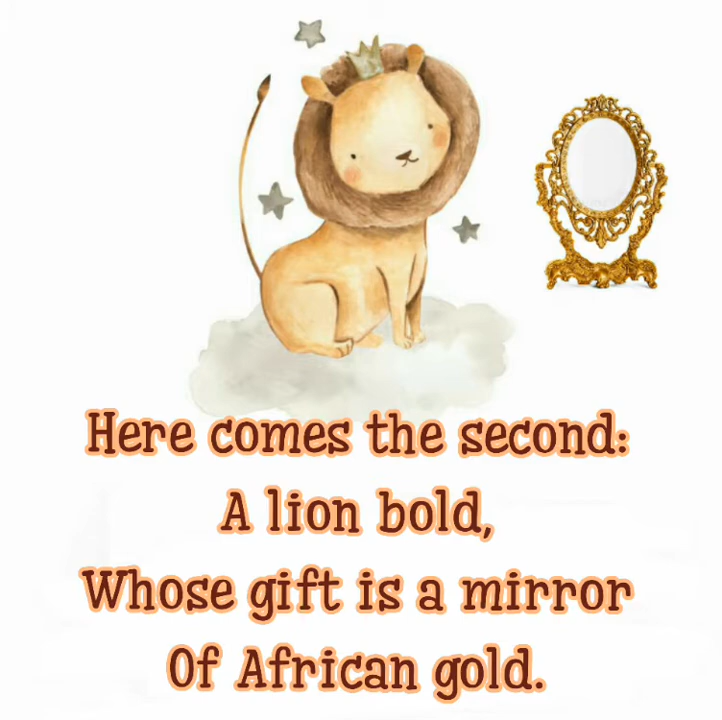 Here comes the second:
A lion bold,
Whose gift is a mirror
Of African gold.